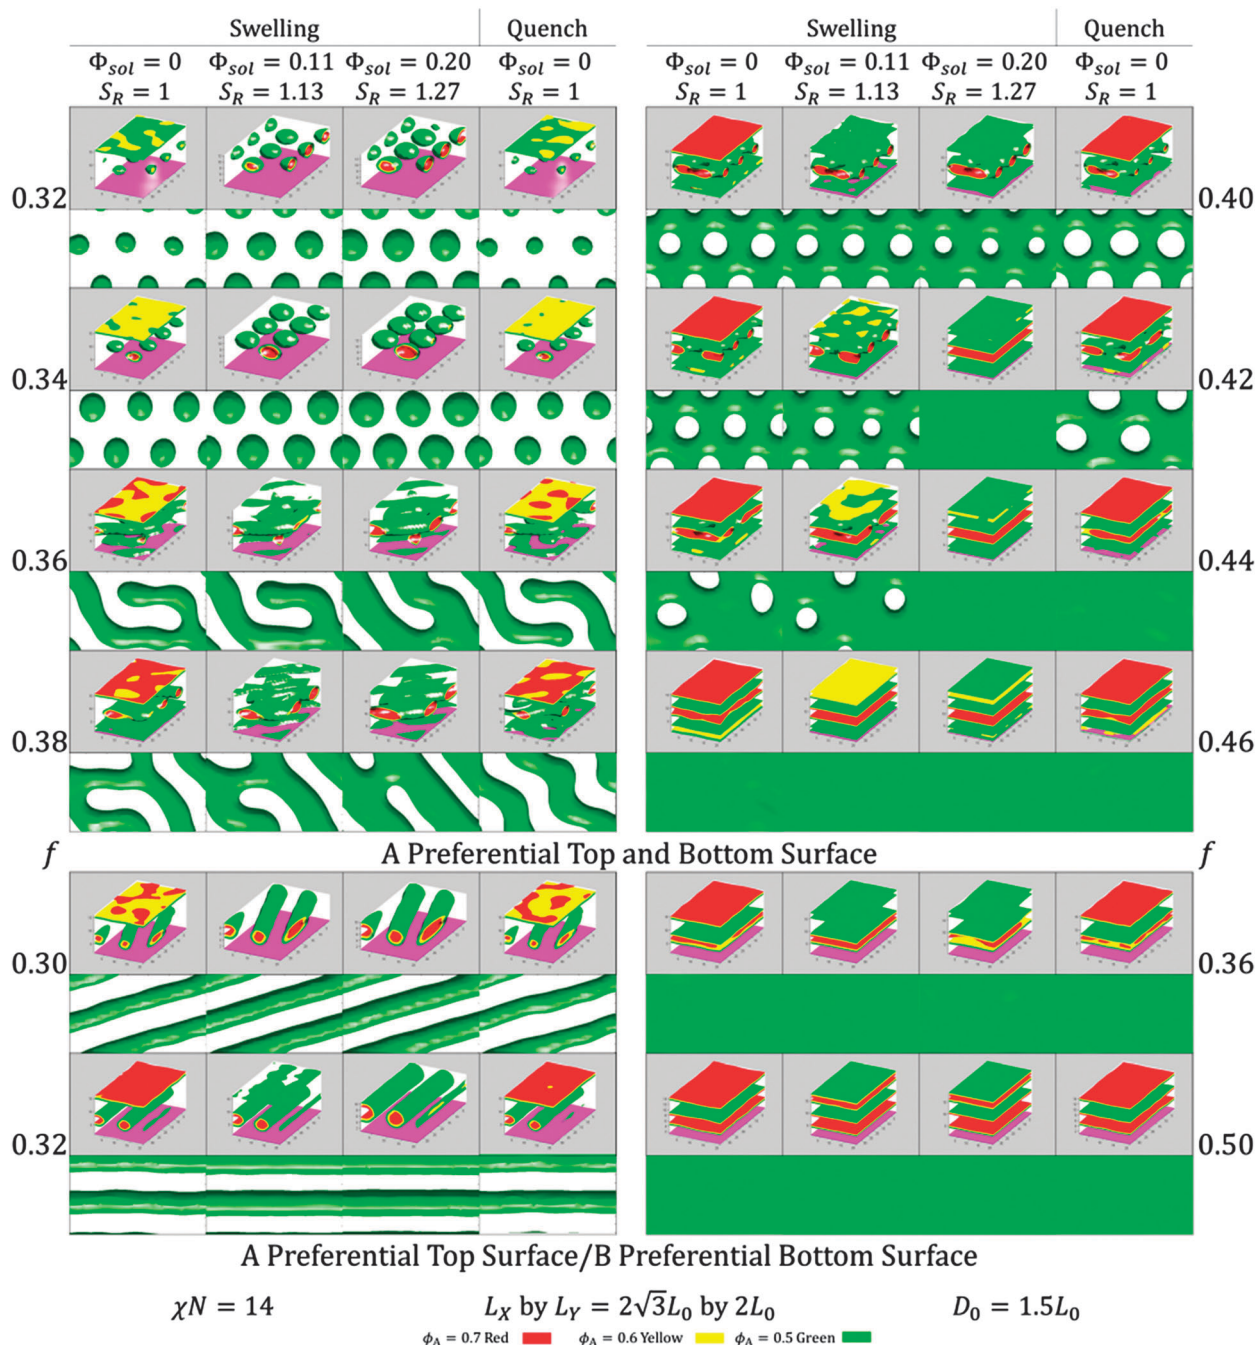 Swelling Quench Swelling Quench
Φsol = 0 Φsol = 0.11 Φsol = 0.20 Φsol = 0 Φsol = 0 Φsol = 0.11 Φsol = 0.20 Φsol = 0
SR = 1 SR = 1.13 SR = 1.27 SR = 1 SR = 1 SR = 1.13 SR = 1.27 SR = 1
0.32 0.40
0.34 0.42
0.36 0.44
0.38 0.46
f A Preferential Top and Bottom Surface f
0.30 0.36
0.32 0.50
A Preferential Top Surface/B Preferential Bottom Surface
χN = 14 LX by LY = 2√3L0 by 2L0 D0 = 1.5L0
ϕA = 0.7 Red ϕA = 0.6 Yellow ϕA = 0.5 Green